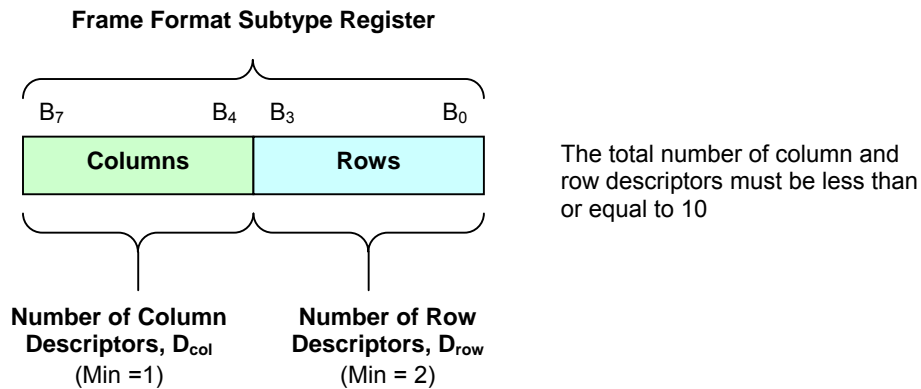 Frame Format Subtype Register
B7 B4 B3 B0
Columns Rows
The total number of column and
row descriptors must be less than
or equal to 10
Number of Column
Descriptors, Dcol
(Min =1)
Number of Row
Descriptors, Drow
(Min = 2)